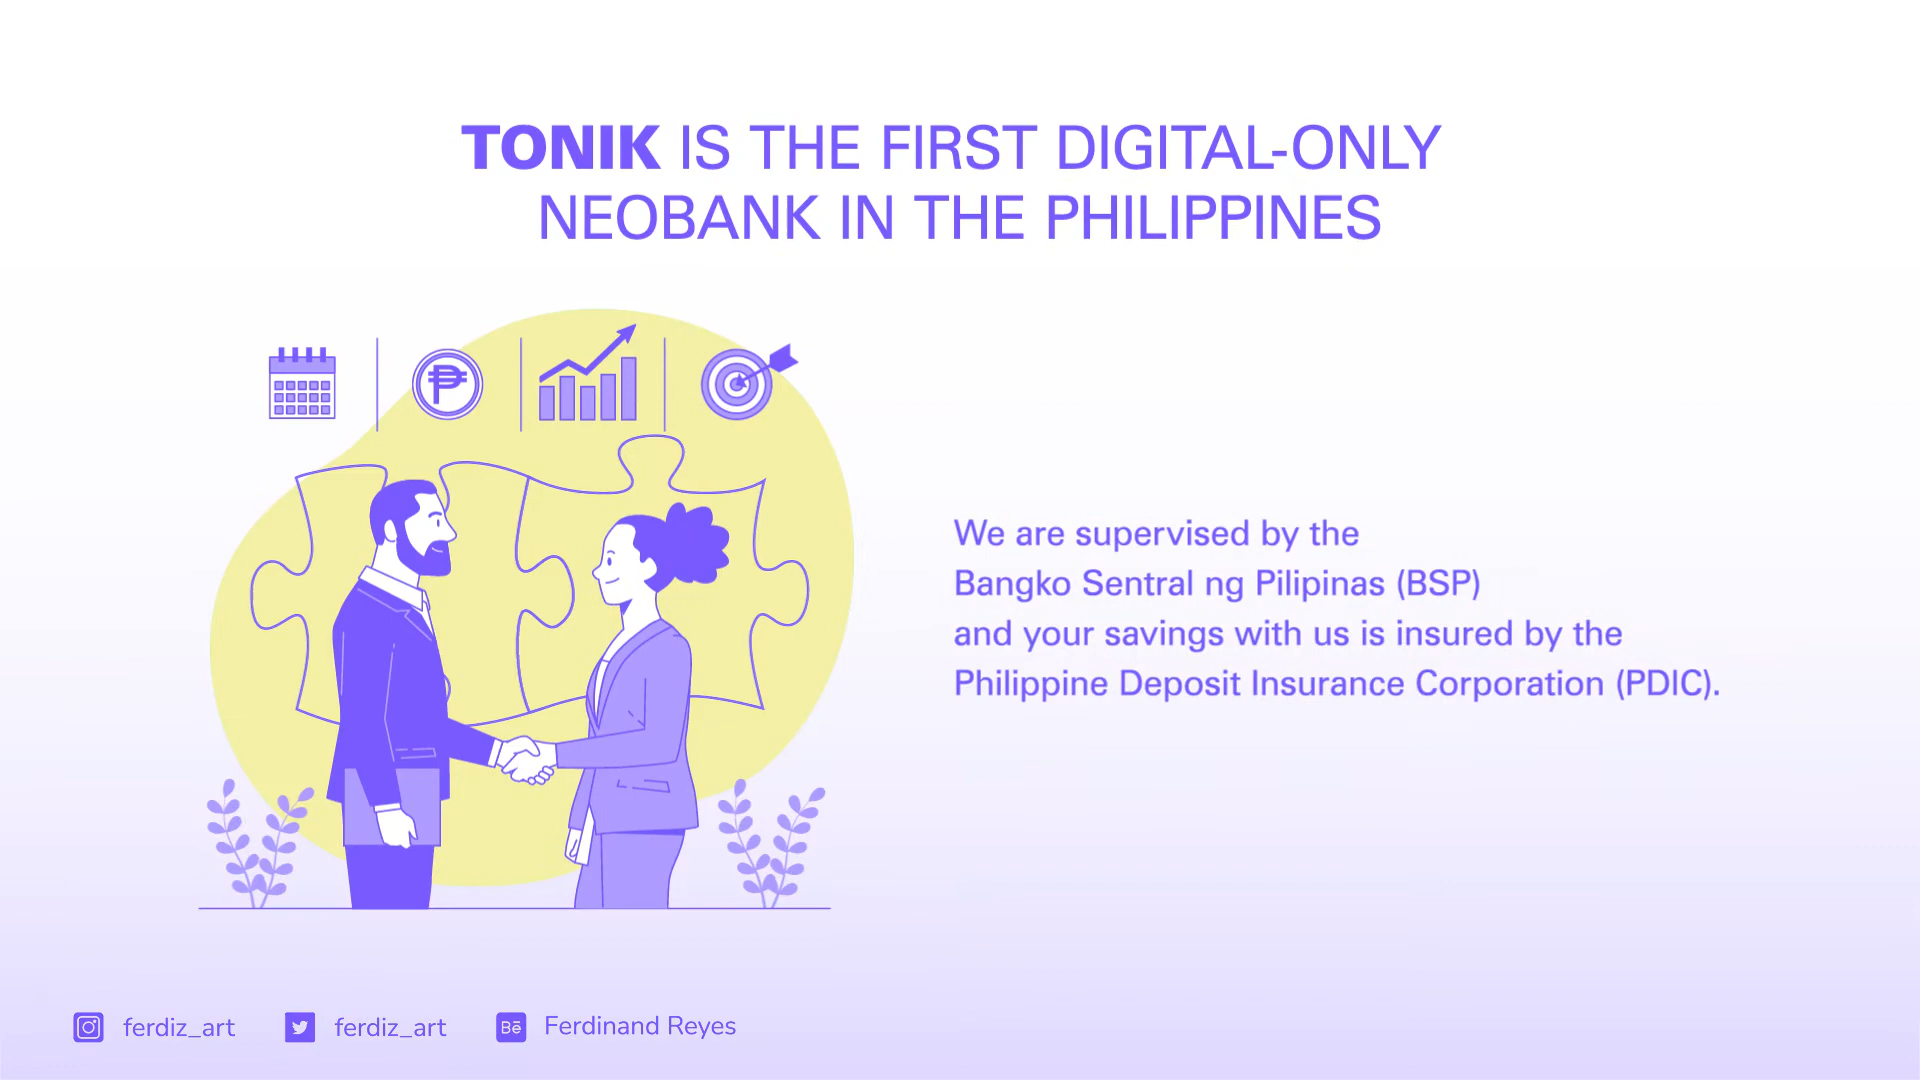 TONIK IS THE FIRST DIGITAL-ONLY
NEOBANK IN THE PHILIPPINES
₱
We are supervised by the
Bangko Sentral ng Pilipinas (BSP)
and your savings with us is insured by the
Philippine Deposit Insurance Corporation (PDIC).
ferdiz_art
ferdiz_art
Bē Ferdinand Reyes